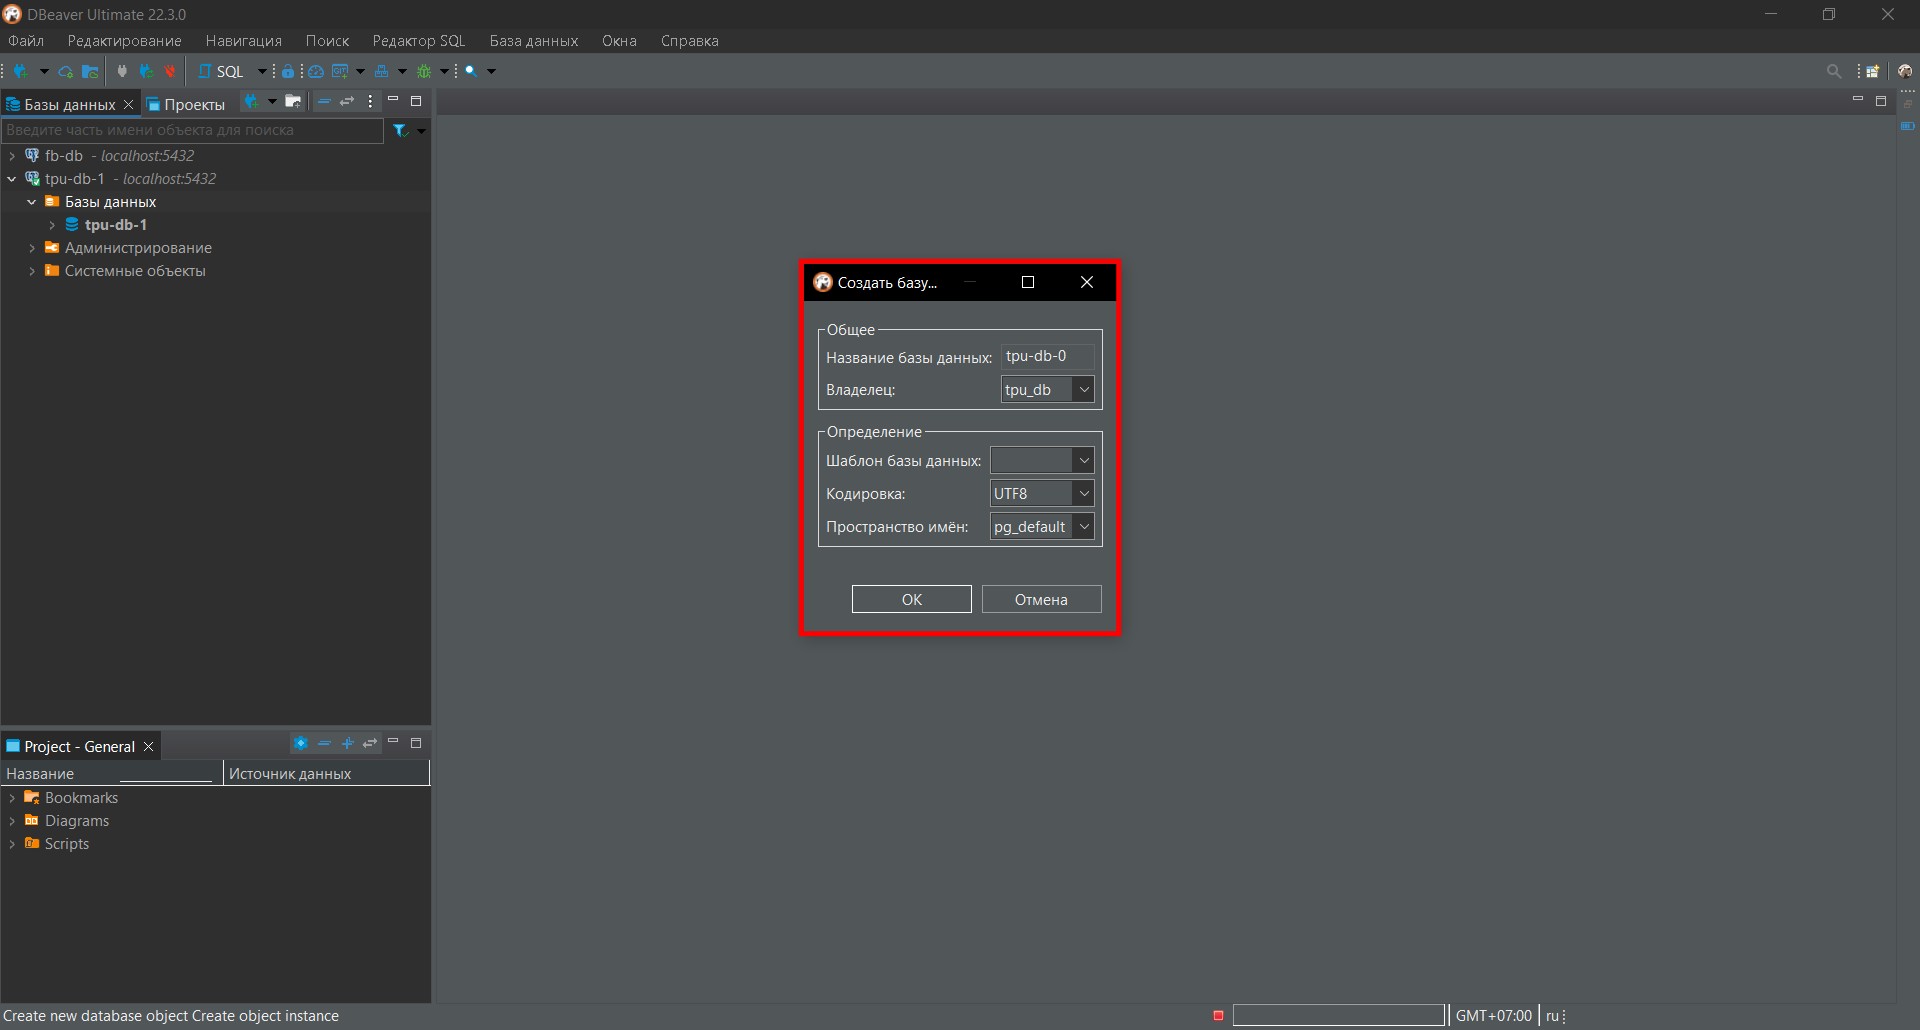 DBeaver Ultimate 22.3.0
Файл Редактирование Навигация Поиск Редактор SQL База данных Окна Справка
SQL
Базы данных Проекты
Введите часть имени объекта для поиска
fb-db - localhost:5432
tpu-db-1 - localhost:5432
Базы данных
tpu-db-1
Администрирование
Системные объекты
Создать базу...
Общее
Название базы данных: tpu-db-0
Владелец: tpu_db
Определение
Шаблон базы данных:
Кодировка: UTF8
Пространство имён: pg_default
ОК Отмена
Project - General
Название Источник данных
Bookmarks
Diagrams
Scripts
Create new database object Create object instance
GMT+07:00 ru